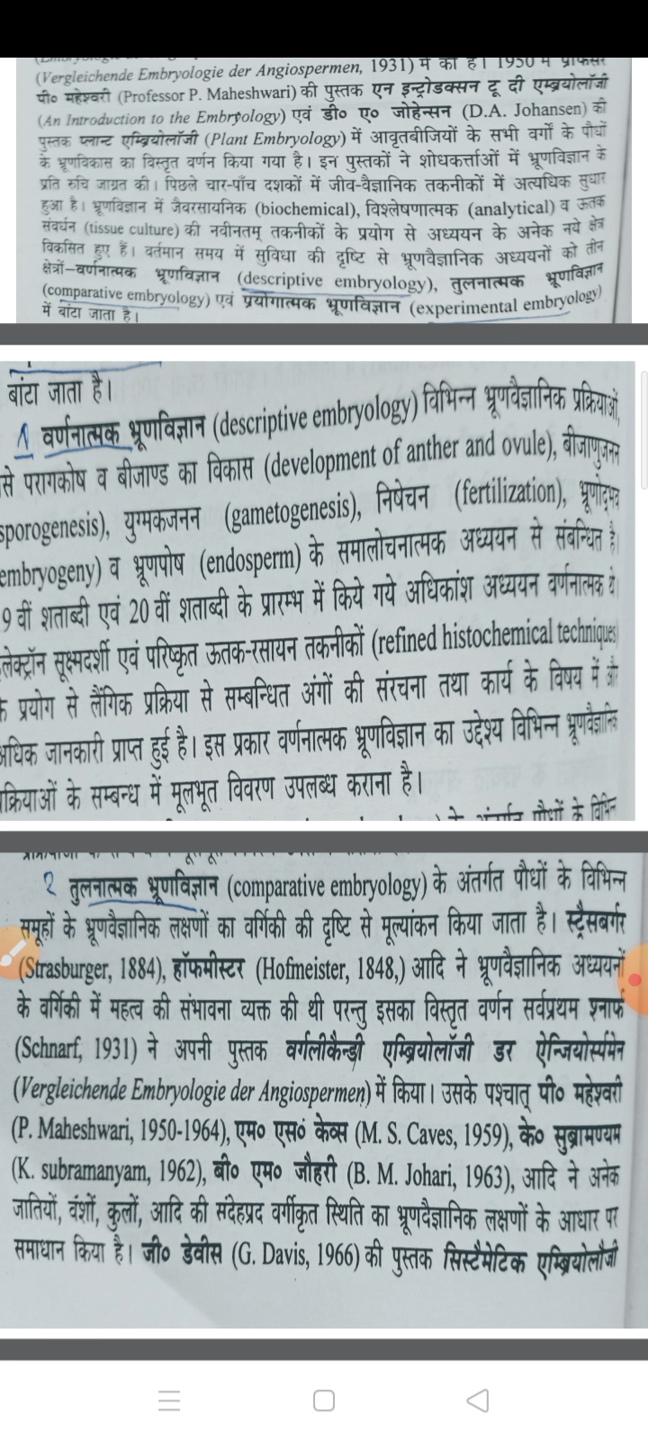 (Vergleichende Embryologie der Angiospermen, 1931) में की है। 1950 में प्रोफेसर
पी० महेश्वरी (Professor P. Maheshwari) की पुस्तक एन इन्ट्रोडक्सन टू दी एम्ब्रयोलॉजी
(An Introduction to the Embryology) एवं डी० ए० जोहेन्सन (D.A. Johansen) की
पुस्तक प्लान्ट एम्ब्रियोलॉजी (Plant Embryology) में आवृतबीजियों के सभी वर्गों के पौधों
के भ्रूणविकास का विस्तृत वर्णन किया गया है। इन पुस्तकों ने शोधकर्त्ताओं में भ्रूणविज्ञान के
प्रति रुचि जाग्रत की। पिछले चार-पाँच दशकों में जीव-वैज्ञानिक तकनीकों में अत्यधिक सुधार
हुआ है। भ्रूणविज्ञान में जैवरसायनिक (biochemical), विश्लेषणात्मक (analytical) व ऊतक
संवर्धन (tissue culture) की नवीनतम् तकनीकों के प्रयोग से अध्ययन के अनेक नये क्षेत्र
विकसित हुए हैं। वर्तमान समय में सुविधा की दृष्टि से भ्रूणवैज्ञानिक अध्ययनों को तीन
क्षेत्रों–वर्णनात्मक भ्रूणविज्ञान (descriptive embryology), तुलनात्मक भ्रूणविज्ञान
(comparative embryology) एवं प्रयोगात्मक भ्रूणविज्ञान (experimental embryology)
में बांटा जाता है।
बांटा जाता है।
1 वर्णनात्मक भ्रूणविज्ञान (descriptive embryology) विभिन्न भ्रूणवैज्ञानिक प्रक्रियाओं,
से परागकोष व बीजाण्ड का विकास (development of anther and ovule), बीजाणुजनन
sporogenesis), युग्मकजनन (gametogenesis), निषेचन (fertilization), भ्रूणोद्भव
embryogeny) व भ्रूणपोष (endosperm) के समालोचनात्मक अध्ययन से संबन्धित है।
9 वीं शताब्दी एवं 20 वीं शताब्दी के प्रारम्भ में किये गये अधिकांश अध्ययन वर्णनात्मक थे
लेक्ट्रॉन सूक्ष्मदर्शी एवं परिष्कृत ऊतक-रसायन तकनीकों (refined histochemical techniques
के प्रयोग से लैंगिक प्रक्रिया से सम्बन्धित अंगों की संरचना तथा कार्य के विषय में और
अधिक जानकारी प्राप्त हुई है। इस प्रकार वर्णनात्मक भ्रूणविज्ञान का उद्देश्य विभिन्न भ्रूणवैज्ञानिक
क्रियाओं के सम्बन्ध में मूलभूत विवरण उपलब्ध कराना है।
के अंतर्गत पौधों के विभिन्न
2 तुलनात्मक भ्रूणविज्ञान (comparative embryology) के अंतर्गत पौधों के विभिन्न
समूहों के भ्रूणवैज्ञानिक लक्षणों का वर्गिकी की दृष्टि से मूल्यांकन किया जाता है। स्ट्रैसबर्गर
(Strasburger, 1884), हॉफमीस्टर (Hofmeister, 1848,) आदि ने भ्रूणवैज्ञानिक अध्ययनों
के वर्गिकी में महत्व की संभावना व्यक्त की थी परन्तु इसका विस्तृत वर्णन सर्वप्रथम श्नार्फ
(Schnarf, 1931) ने अपनी पुस्तक वर्गलीकैन्डी एम्ब्रियोलॉजी डर ऐन्जियोर्स्पमेन
(Vergleichende Embryologie der Angiospermen) में किया। उसके पश्चात् पी० महेश्वरी
(P. Maheshwari, 1950-1964), एम० एस० केव्स (M. S. Caves, 1959), के० सुब्रामण्यम
(K. subramanyam, 1962), बी० एम० जौहरी (B. M. Johari, 1963), आदि ने अनेक
जातियों, वंशों, कुलों, आदि की संदेहप्रद वर्गीकृत स्थिति का भ्रूणवैज्ञानिक लक्षणों के आधार पर
समाधान किया है। जी० डेवीस (G. Davis, 1966) की पुस्तक सिस्टैमेटिक एम्ब्रियोलौजी